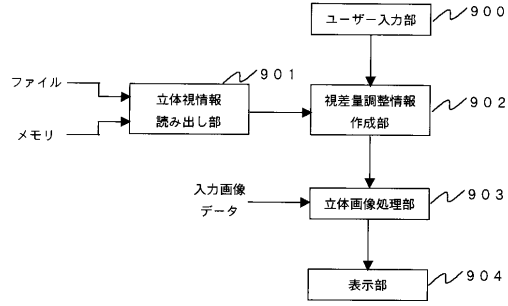 ユーザー入力部
900
ファイル
メモリ
立体視情報
読み出し部
901
視差量調整情報
作成部
902
入力画像
データ
立体画像処理部
903
表示部
904